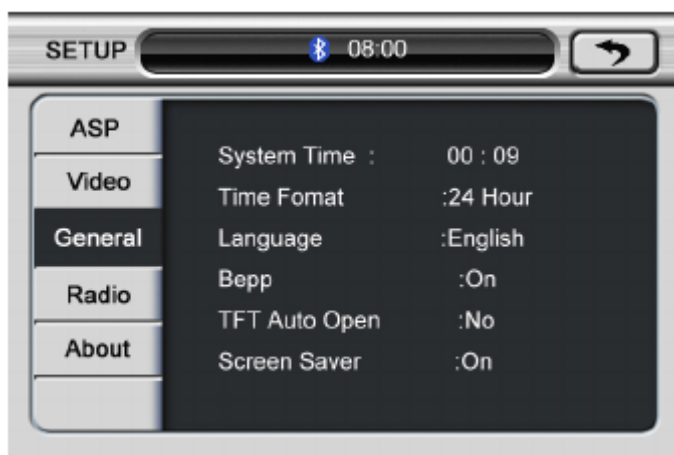 SETUP 08:00
ASP
Video
General
Radio
About
System Time : 00 : 09
Time Fomat :24 Hour
Language :English
Bepp :On
TFT Auto Open :No
Screen Saver :On